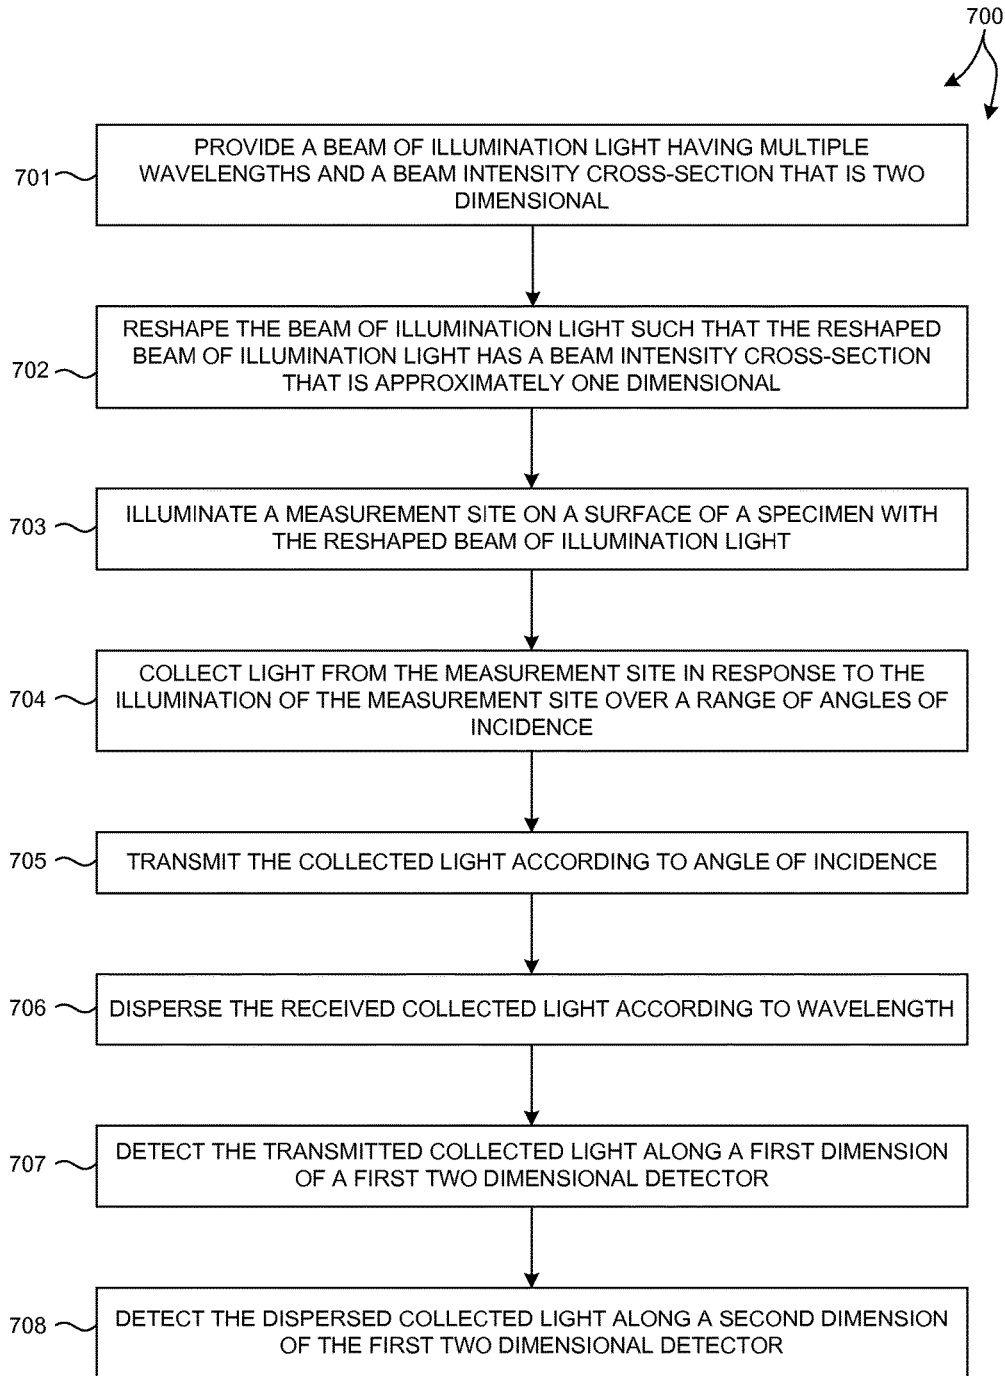 700
701
PROVIDE A BEAM OF ILLUMINATION LIGHT HAVING MULTIPLE
WAVELENGTHS AND A BEAM INTENSITY CROSS-SECTION THAT IS TWO
DIMENSIONAL
702
RESHAPE THE BEAM OF ILLUMINATION LIGHT SUCH THAT THE RESHAPED
BEAM OF ILLUMINATION LIGHT HAS A BEAM INTENSITY CROSS-SECTION
THAT IS APPROXIMATELY ONE DIMENSIONAL
703
ILLUMINATE A MEASUREMENT SITE ON A SURFACE OF A SPECIMEN WITH
THE RESHAPED BEAM OF ILLUMINATION LIGHT
704
COLLECT LIGHT FROM THE MEASUREMENT SITE IN RESPONSE TO THE
ILLUMINATION OF THE MEASUREMENT SITE OVER A RANGE OF ANGLES OF
INCIDENCE
705
TRANSMIT THE COLLECTED LIGHT ACCORDING TO ANGLE OF INCIDENCE
706
DISPERSE THE RECEIVED COLLECTED LIGHT ACCORDING TO WAVELENGTH
707
DETECT THE TRANSMITTED COLLECTED LIGHT ALONG A FIRST DIMENSION
OF A FIRST TWO DIMENSIONAL DETECTOR
708
DETECT THE DISPERSED COLLECTED LIGHT ALONG A SECOND DIMENSION
OF THE FIRST TWO DIMENSIONAL DETECTOR